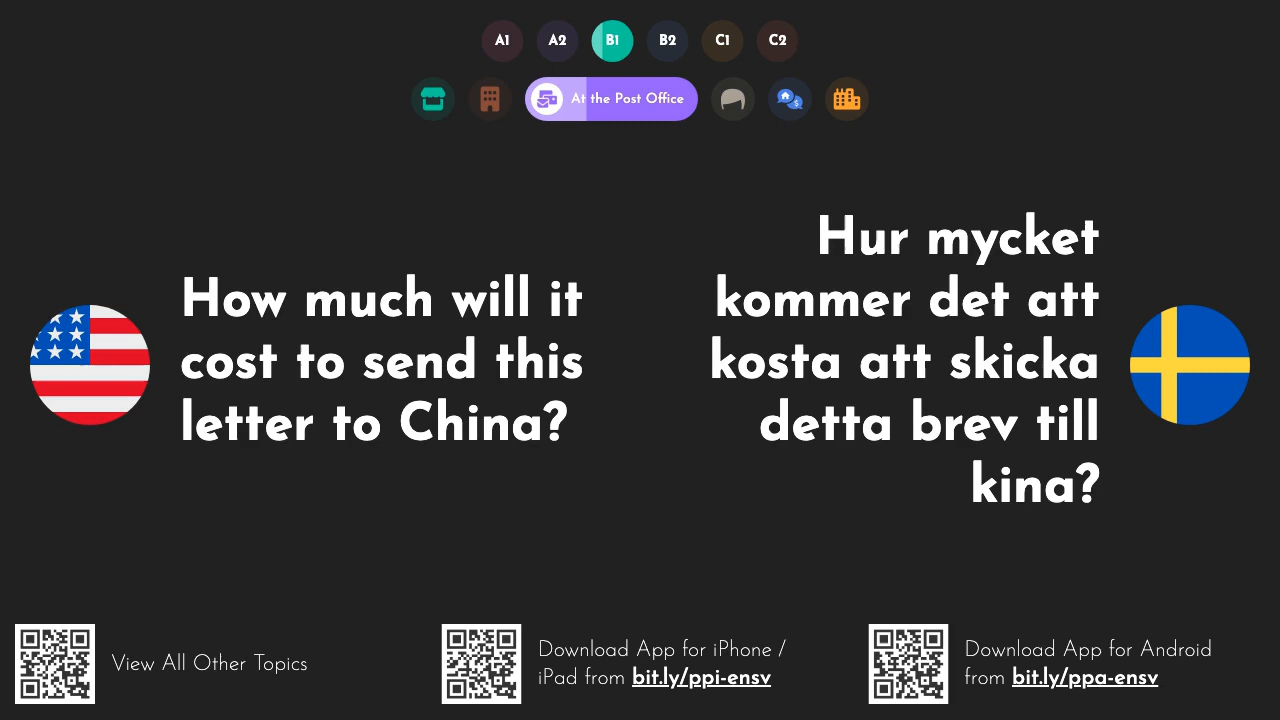 A1 A2 B1 B2 C1 C2
At the Post Office
How much will it
cost to send this
letter to China?
Hur mycket
kommer det att
kosta att skicka
detta brev till
kina?
View All Other Topics
Download App for iPhone /
iPad from bit.ly/ppi-ensv
Download App for Android
from bit.ly/ppa-ensv